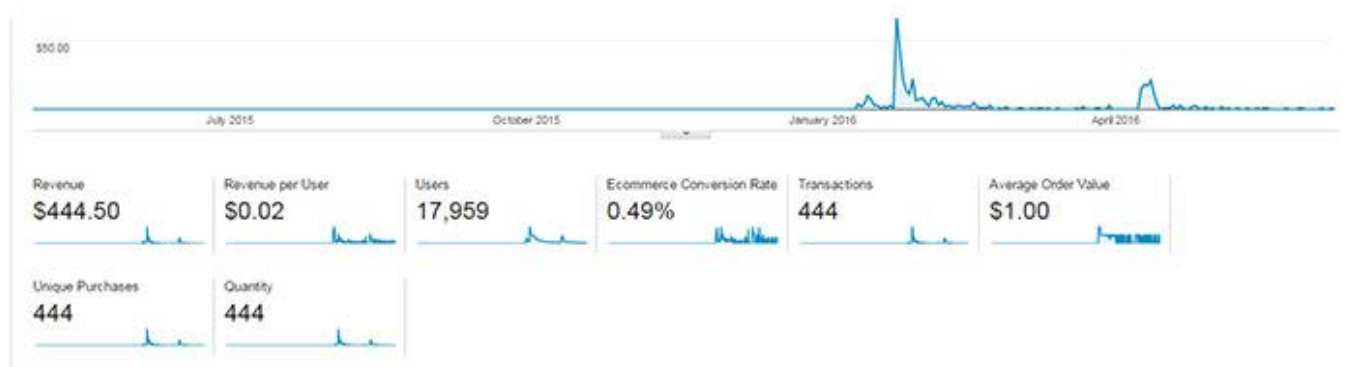 $50.00
July 2015 October 2015 January 2016 April 2016
Revenue Revenue per User Users Ecommerce Conversion Rate Transactions Average Order Value
$444.50 $0.02 17,959 0.49% 444 $1.00
Unique Purchases Quantity
444 444